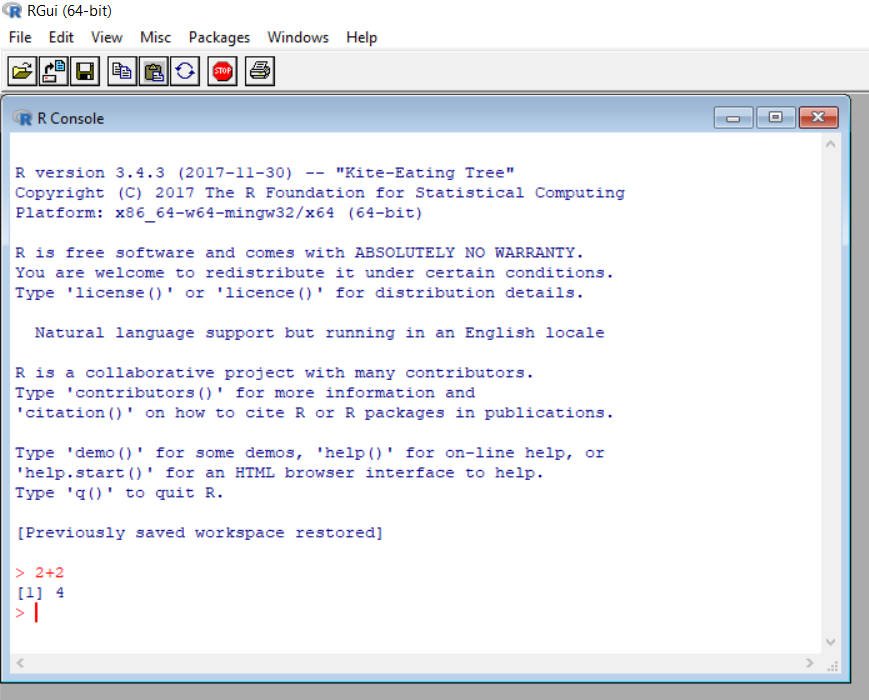 RGui (64-bit)
File Edit View Misc Packages Windows Help
STOP
R Console
R version 3.4.3 (2017-11-30) -- "Kite-Eating Tree"
Copyright (C) 2017 The R Foundation for Statistical Computing
Platform: x86_64-w64-mingw32/x64 (64-bit)
R is free software and comes with ABSOLUTELY NO WARRANTY.
You are welcome to redistribute it under certain conditions.
Type 'license()' or 'licence()' for distribution details.
Natural language support but running in an English locale
R is a collaborative project with many contributors.
Type 'contributors()' for more information and
'citation()' on how to cite R or R packages in publications.
Type 'demo()' for some demos, 'help()' for on-line help, or
'help.start()' for an HTML browser interface to help.
Type 'q()' to quit R.
[Previously saved workspace restored]
> 2+2
[1] 4
>